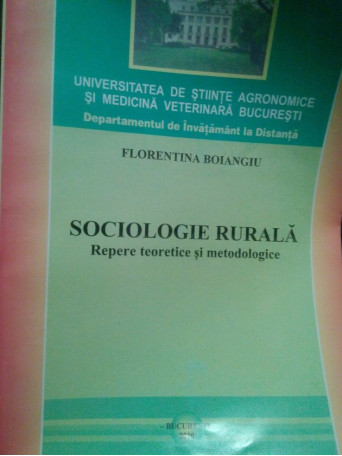 UNIVERSITATEA DE ŞTIINŢE AGRONOMICE
ŞI MEDICINĂ VETERINARĂ BUCUREŞTI
Departamentul de Învăţământ la Distanţă
FLORENTINA BOIANGIU
SOCIOLOGIE RURALĂ
Repere teoretice şi metodologice